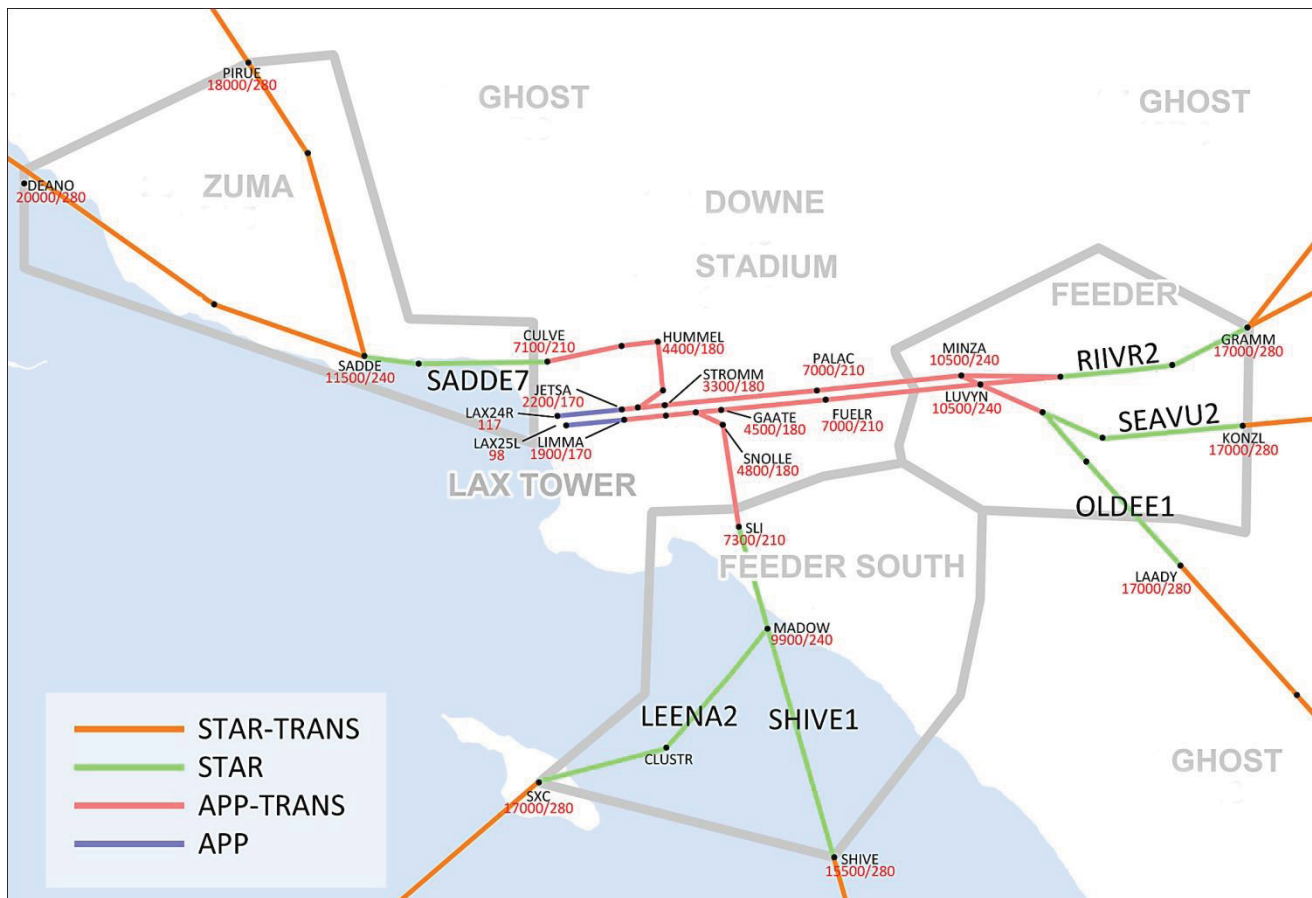 PIRUE
18000/280
GHOST
GHOST
DEANO
20000/280
ZUMA
DOWNE
STADIUM
FEEDER
GRAMM
17000/280
RIIVR2
CULVE
7100/210
HUMMEL
4400/180
SADDE
11500/240
SADDE7
STROMM
3300/180
PALAC
7000/210
MINZA
10500/240
JETSA
2200/170
LAX24R
117
LAX25L
98
LIMMA
1900/170
GAATE
4500/180
FUELR
7000/210
LUVYN
10500/240
SEAVU2
KONZL
17000/280
SNOLLE
4800/180
LAX TOWER
OLDEE1
SLI
7300/210
FEEDER SOUTH
LAADY
17000/280
MADOW
9900/240
LEENA2
SHIVE1
CLUSTR
GHOST
SXC
17000/280
SHIVE
15500/280
STAR-TRANS
STAR
APP-TRANS
APP